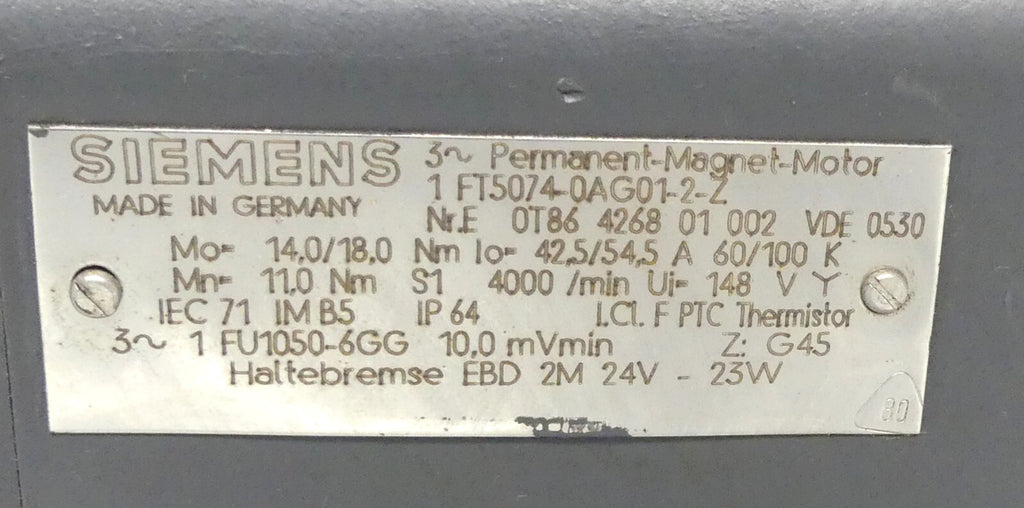 SIEMENS 3~ Permanent-Magnet-Motor
1 FT5074-0AG01-2-Z
MADE IN GERMANY
Nr.E 0T86 4268 01 002 VDE 0530
Mo= 14,0/18,0 Nm Io= 42,5/54,5 A 60/100 K
Mn= 11,0 Nm S1 4000 /min Ui= 148 V Y
IEC 71 IM B5 IP 64 I.Cl. F PTC Thermistor
3~ 1 FU1050-6GG 10,0 mVmin Z: G45
Haltebremse EBD 2M 24V - 23W
80